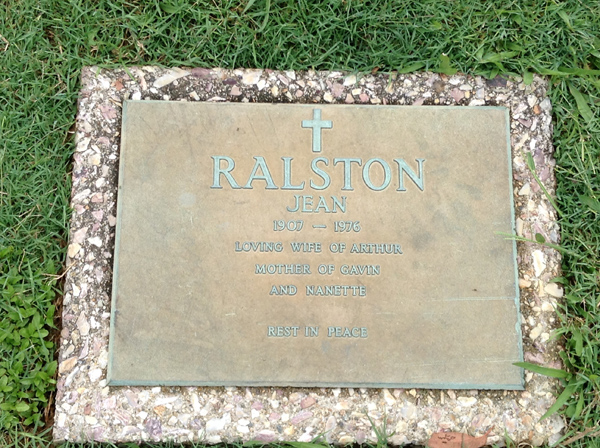 RALSTON
JEAN
1907 — 1976
LOVING WIFE OF ARTHUR
MOTHER OF GAVIN
AND NANETTE
REST IN PEACE